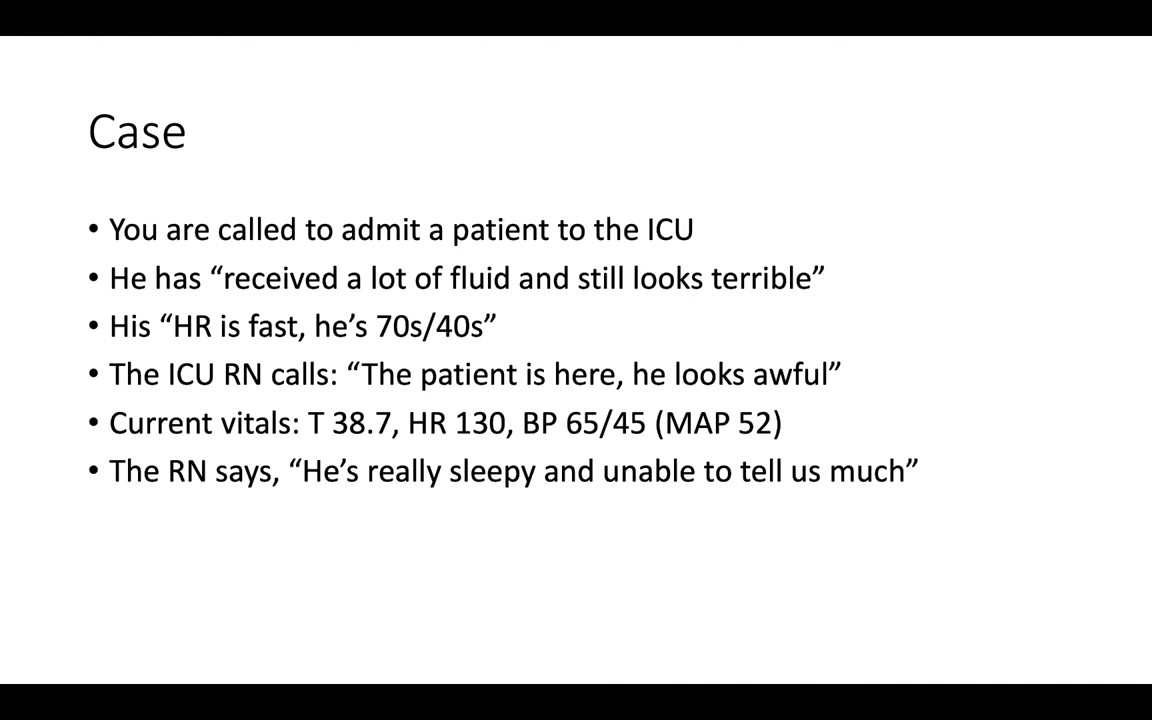 Case
• You are called to admit a patient to the ICU
• He has “received a lot of fluid and still looks terrible”
• His “HR is fast, he’s 70s/40s”
• The ICU RN calls: “The patient is here, he looks awful”
• Current vitals: T 38.7, HR 130, BP 65/45 (MAP 52)
• The RN says, “He’s really sleepy and unable to tell us much”